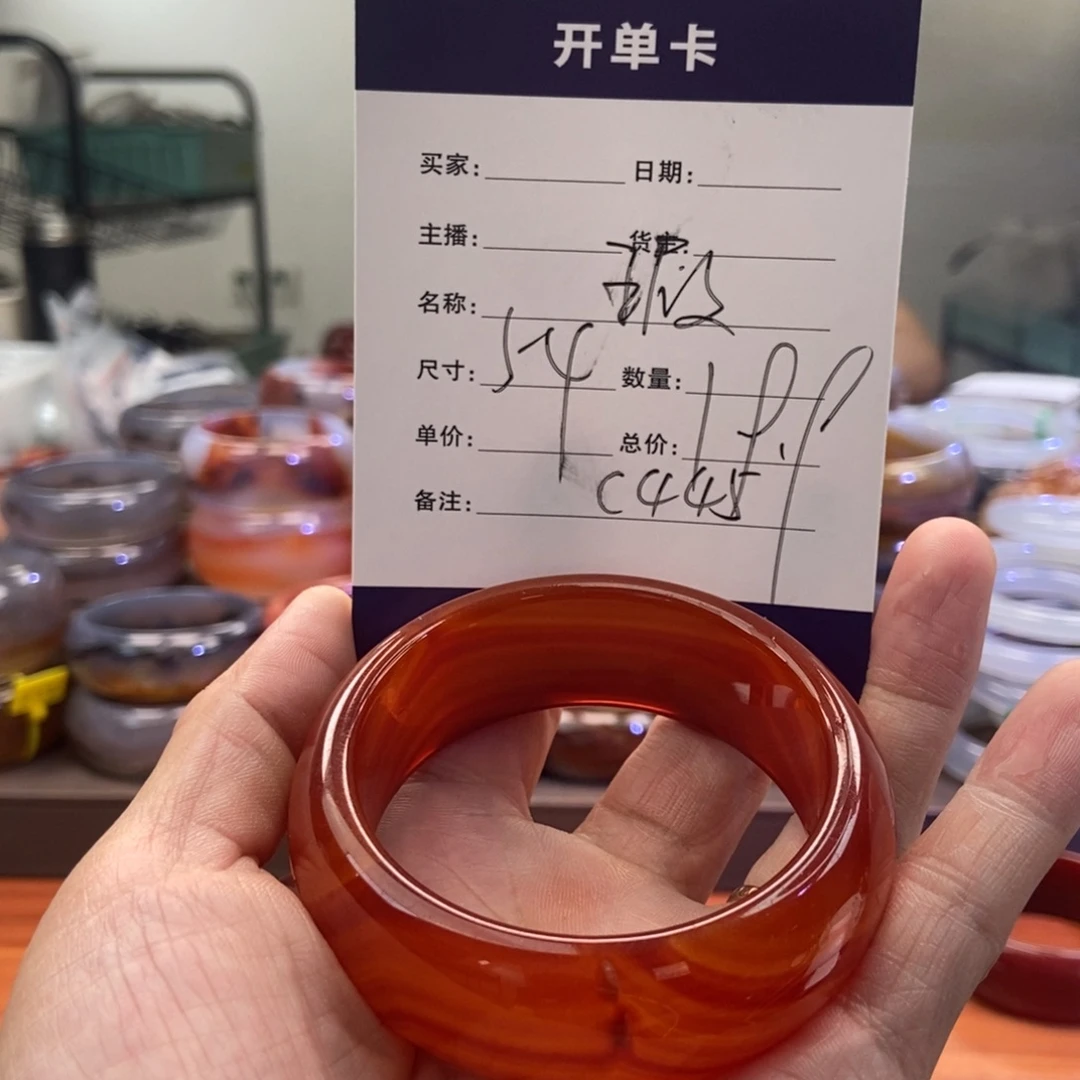 开单卡
买家: 日期:
主播: 货主:
名称:
尺寸: 54 数量:
单价: 总价:
C445
备注: